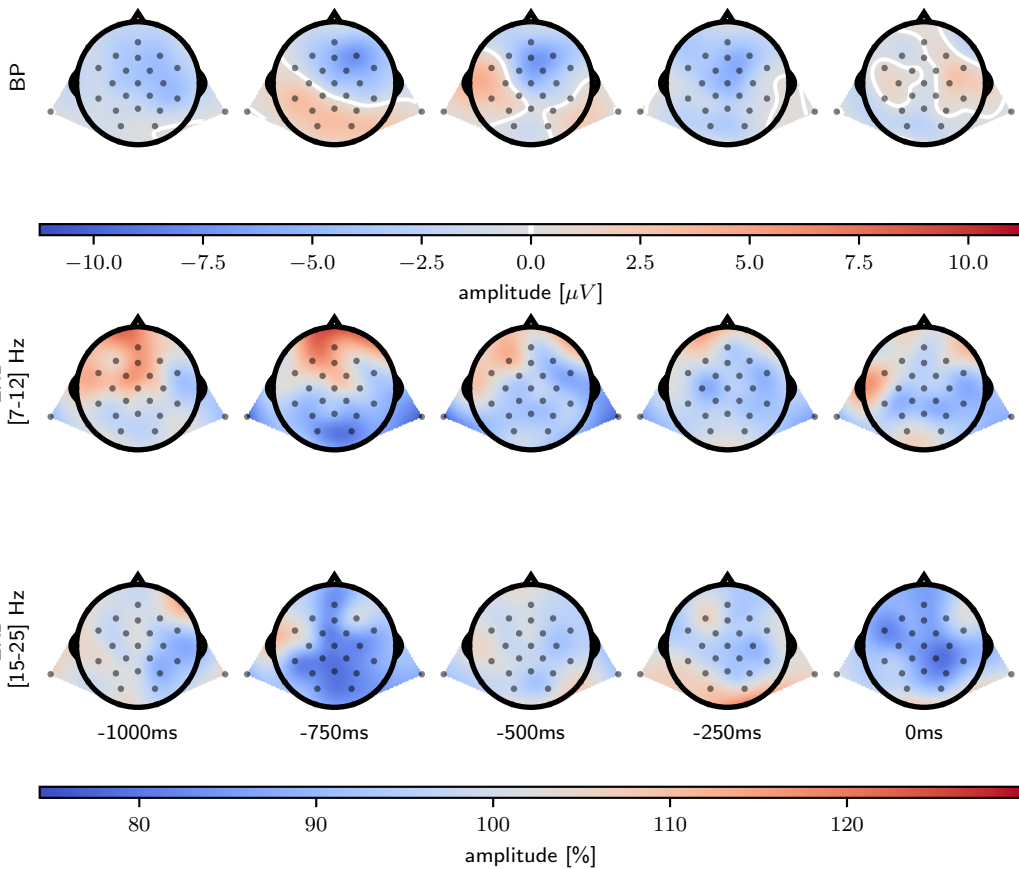 BP
−10.0 −7.5 −5.0 −2.5 0.0 2.5 5.0 7.5 10.0
amplitude [μV]
[7-12] Hz
[15-25] Hz
-1000ms -750ms -500ms -250ms 0ms
80 90 100 110 120
amplitude [%]